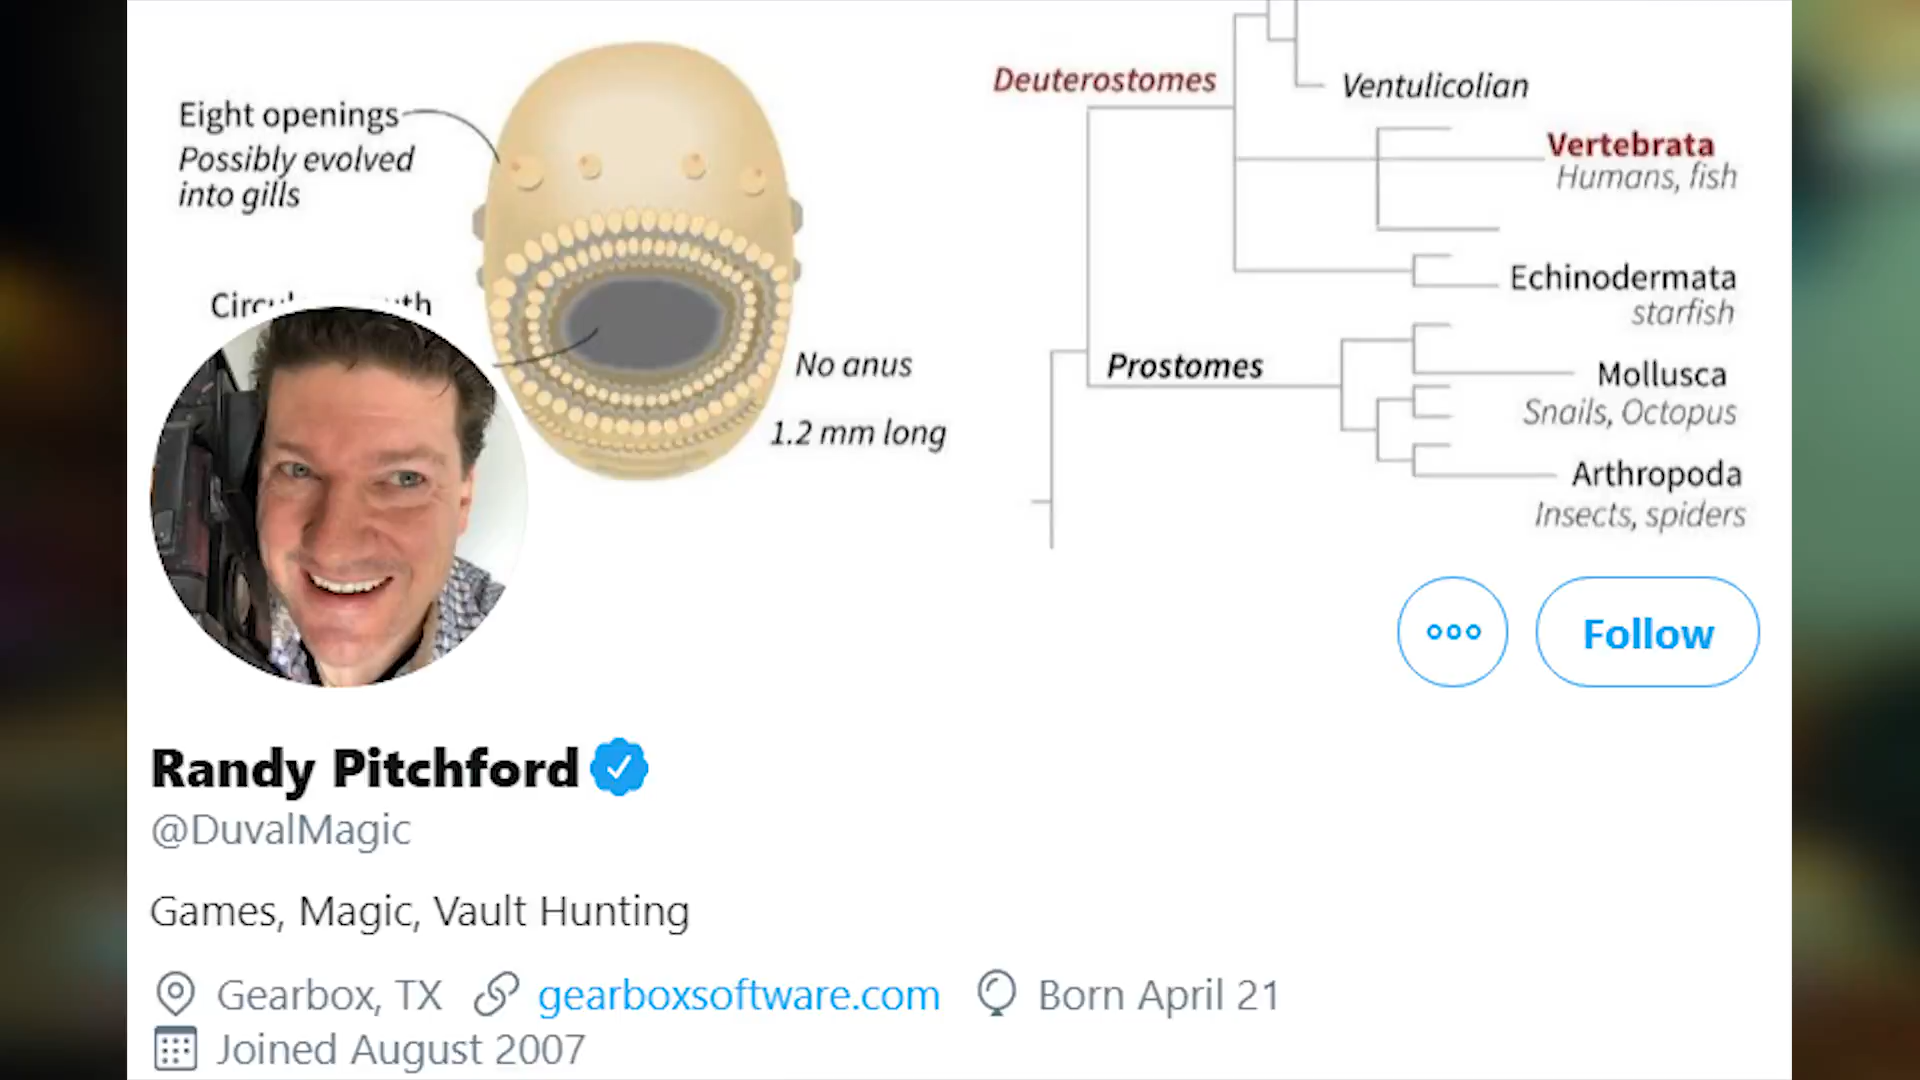 Eight openings
Possibly evolved
into gills
No anus
1.2 mm long
Deuterostomes
Ventulicolian
Vertebrata
Humans, fish
Echinodermata
starfish
Prostomes
Mollusca
Snails, Octopus
Arthropoda
Insects, spiders
Follow
Randy Pitchford
@DuvalMagic
Games, Magic, Vault Hunting
Gearbox, TX gearboxsoftware.com Born April 21
Joined August 2007